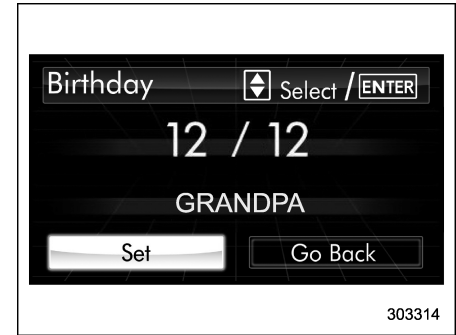 Birthday Select / ENTER
12 / 12
GRANDPA
Set Go Back
303314